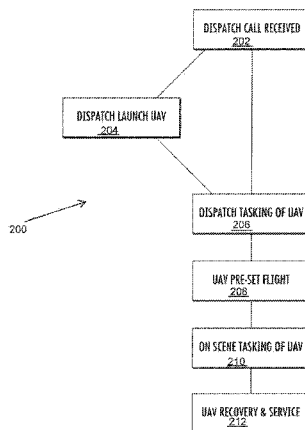 DISPATCH CALL RECEIVED
202
DISPATCH LAUNCH UAV
204
200
DISPATCH TASKING OF UAV
206
UAV PRE-SET FLIGHT
208
ON SCENE TASKING OF UAV
210
UAV RECOVERY & SERVICE
212